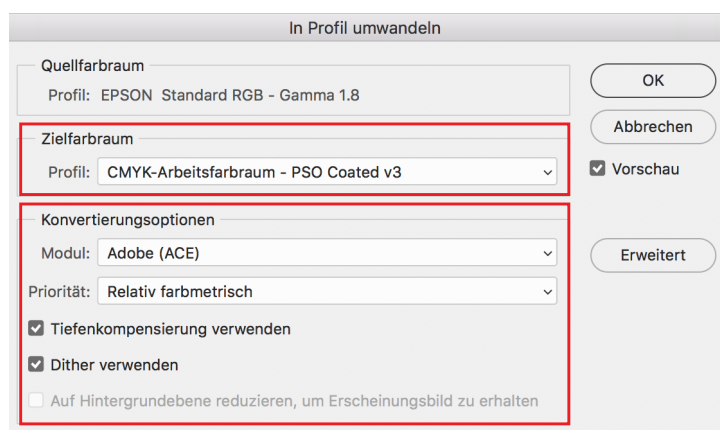 In Profil umwandeln
Quellfarbraum
Profil: EPSON Standard RGB - Gamma 1.8
OK
Abbrechen
Zielfarbraum
Profil: CMYK-Arbeitsfarbraum - PSO Coated v3
Vorschau
Konvertierungsoptionen
Modul: Adobe (ACE)
Erweitert
Priorität: Relativ farbmetrisch
Tiefenkompensierung verwenden
Dither verwenden
Auf Hintergrundebene reduzieren, um Erscheinungsbild zu erhalten